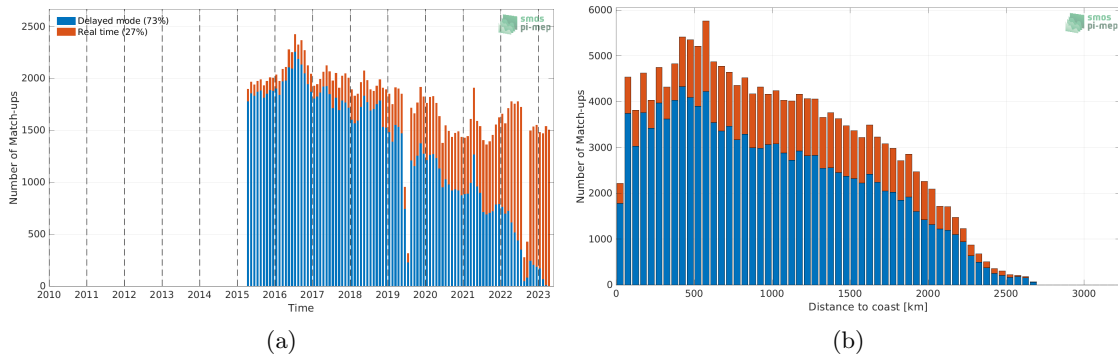 Delayed mode (73%)
Real time (27%)
smos
pi-mep
Number of Match-ups
2500
2000
1500
1000
500
0
2010 2011 2012 2013 2014 2015 2016 2017 2018 2019 2020 2021 2022 2023
Time
(a)
smos
pi-mep
Number of Match-ups
6000
5000
4000
3000
2000
1000
0
0 500 1000 1500 2000 2500 3000
Distance to coast [km]
(b)